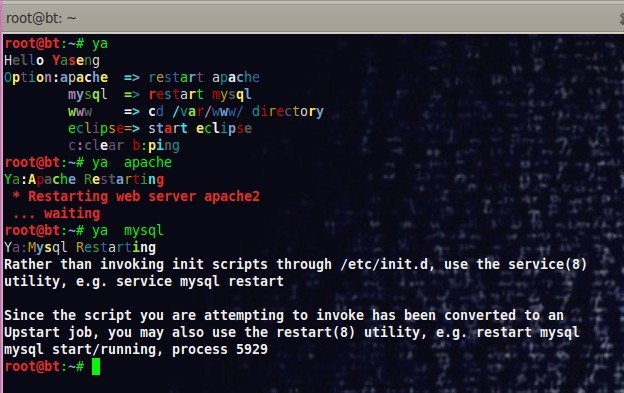 root@bt: ~
root@bt:~# ya
Hello Yaseng
Option:apache  => restart apache
        mysql  => restart mysql
        www    => cd /var/www/ directory
        eclipse=> start eclipse
        c:clear b:ping
root@bt:~# ya  apache
Ya:Apache Restarting
 * Restarting web server apache2
 ... waiting
root@bt:~# ya  mysql
Ya:Mysql Restarting
Rather than invoking init scripts through /etc/init.d, use the service(8)
utility, e.g. service mysql restart
Since the script you are attempting to invoke has been converted to an
Upstart job, you may also use the restart(8) utility, e.g. restart mysql
mysql start/running, process 5929
root@bt:~#